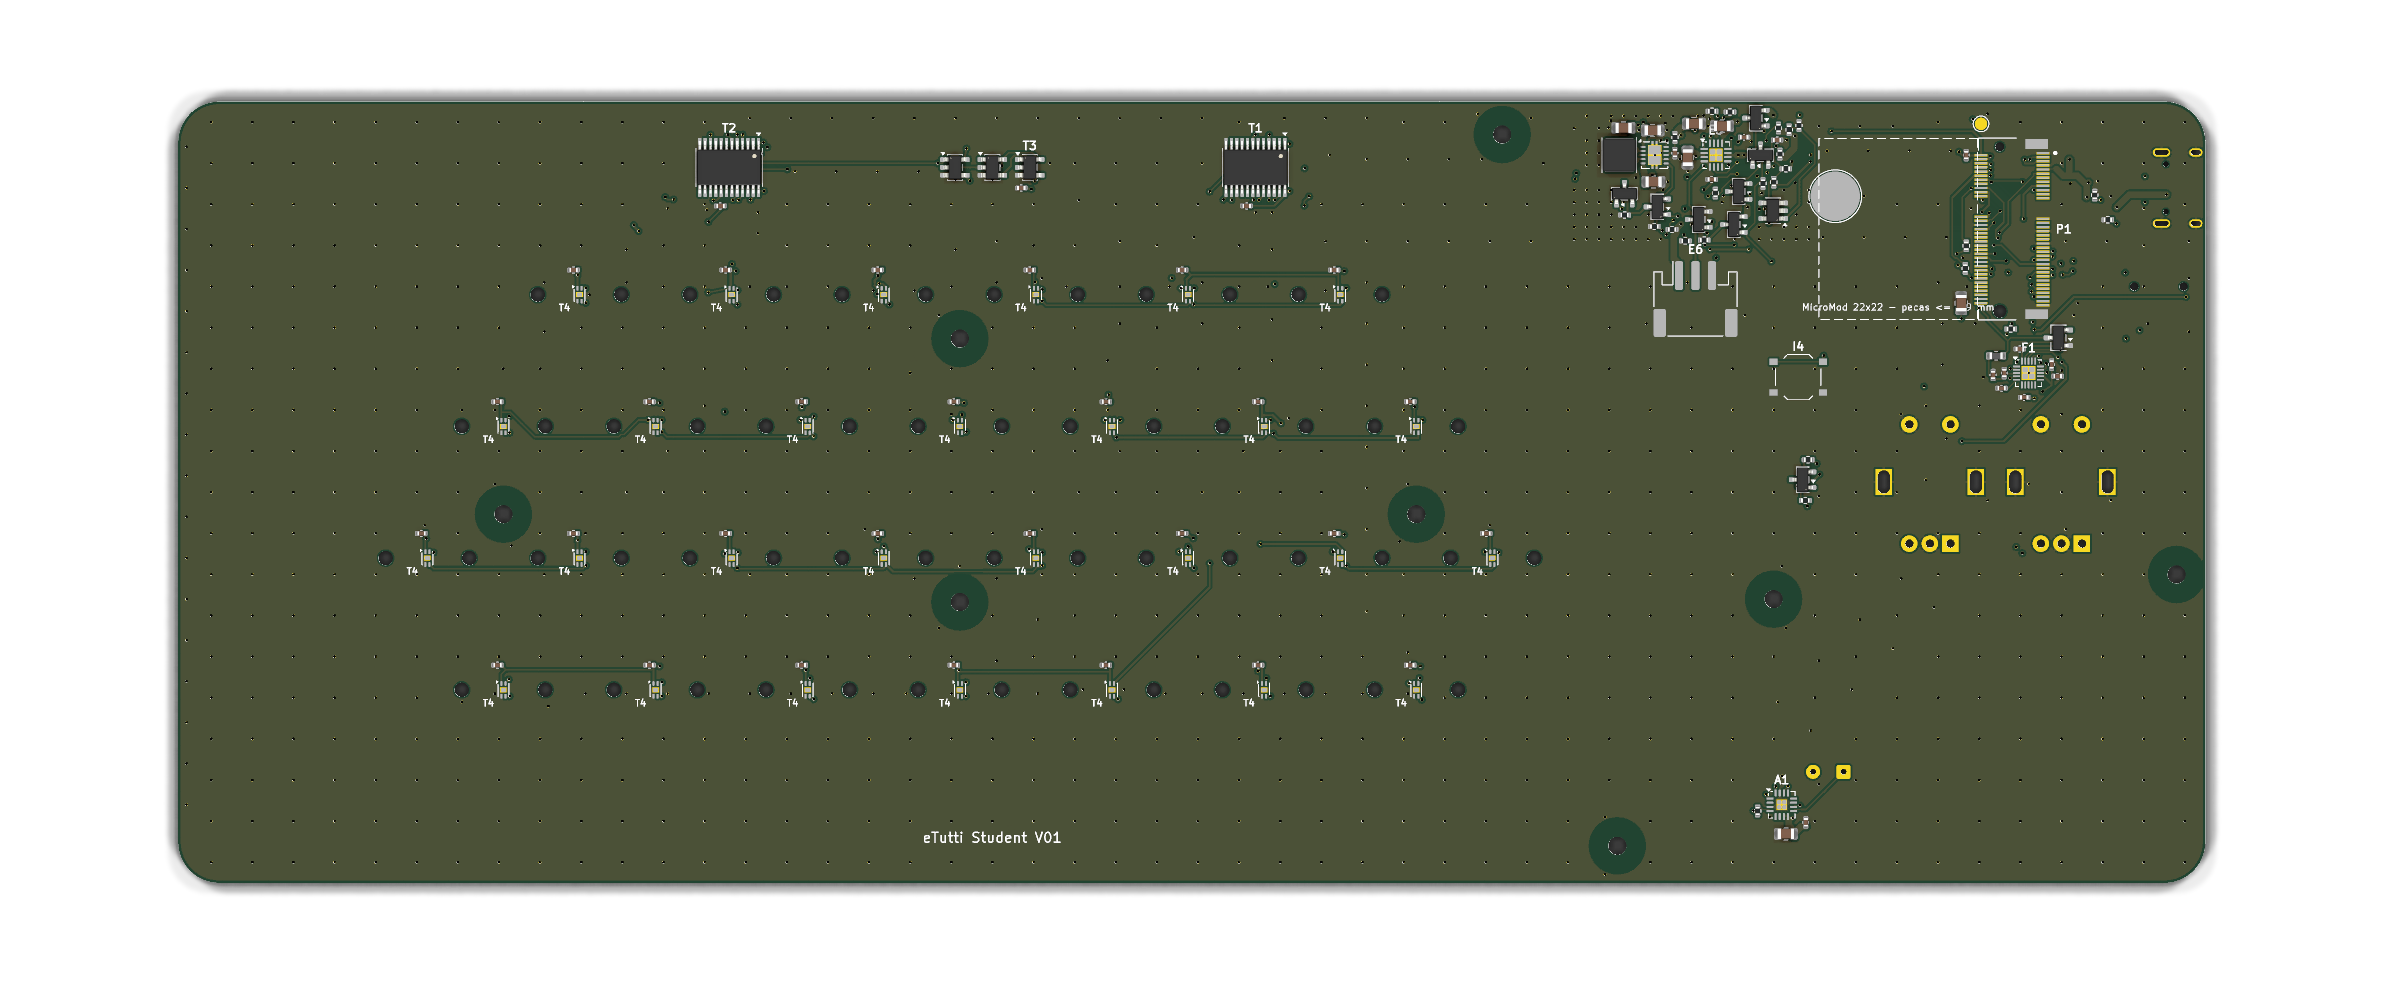 T2
T3
T1
E6
P1
MicroMod 22x22 - pecas <= mm
T4 T4 T4 T4 T4 T4
I4
F1
T4 T4 T4 T4 T4 T4 T4
T4 T4 T4 T4 T4 T4 T4 T4
T4 T4 T4 T4 T4 T4 T4
A1
eTutti Student V01